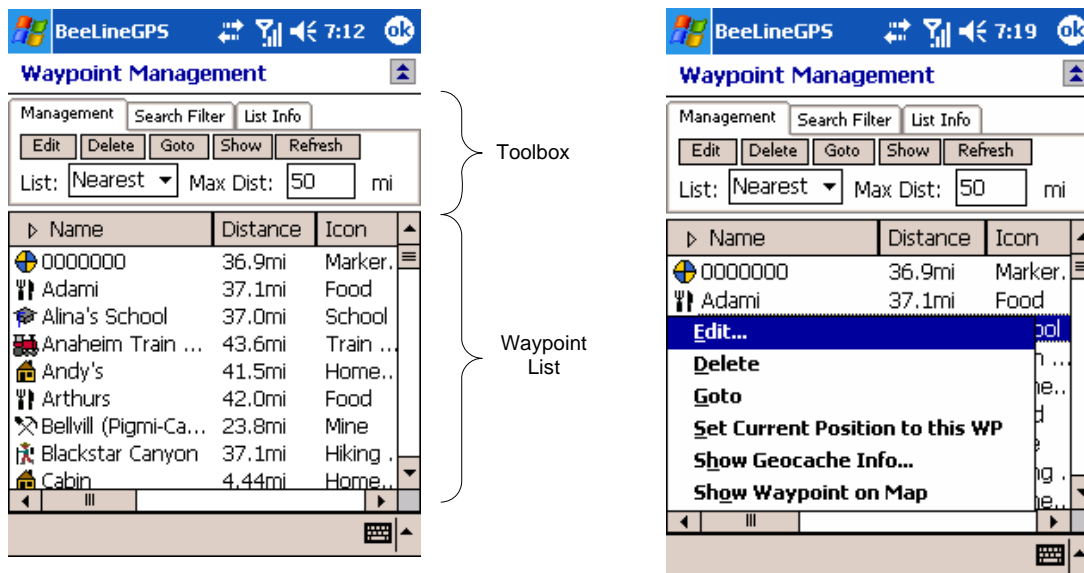 BeeLineGPS 7:12 ok
Waypoint Management
Management Search Filter List Info
Edit Delete Goto Show Refresh
List: Nearest Max Dist: 50 mi
Name Distance Icon
0000000 36.9mi Marker.
Adami 37.1mi Food
Alina's School 37.0mi School
Anaheim Train ... 43.6mi Train ...
Andy's 41.5mi Home..
Arthurs 42.0mi Food
Bellvill (Pigmi-Ca... 23.8mi Mine
Blackstar Canyon 37.1mi Hiking .
Cabin 4.44mi Home..
Toolbox
Waypoint
List
BeeLineGPS 7:19 ok
Waypoint Management
Management Search Filter List Info
Edit Delete Goto Show Refresh
List: Nearest Max Dist: 50 mi
Name Distance Icon
0000000 36.9mi Marker.
Adami 37.1mi Food
Edit...
Delete
Goto
Set Current Position to this WP
Show Geocache Info...
Show Waypoint on Map